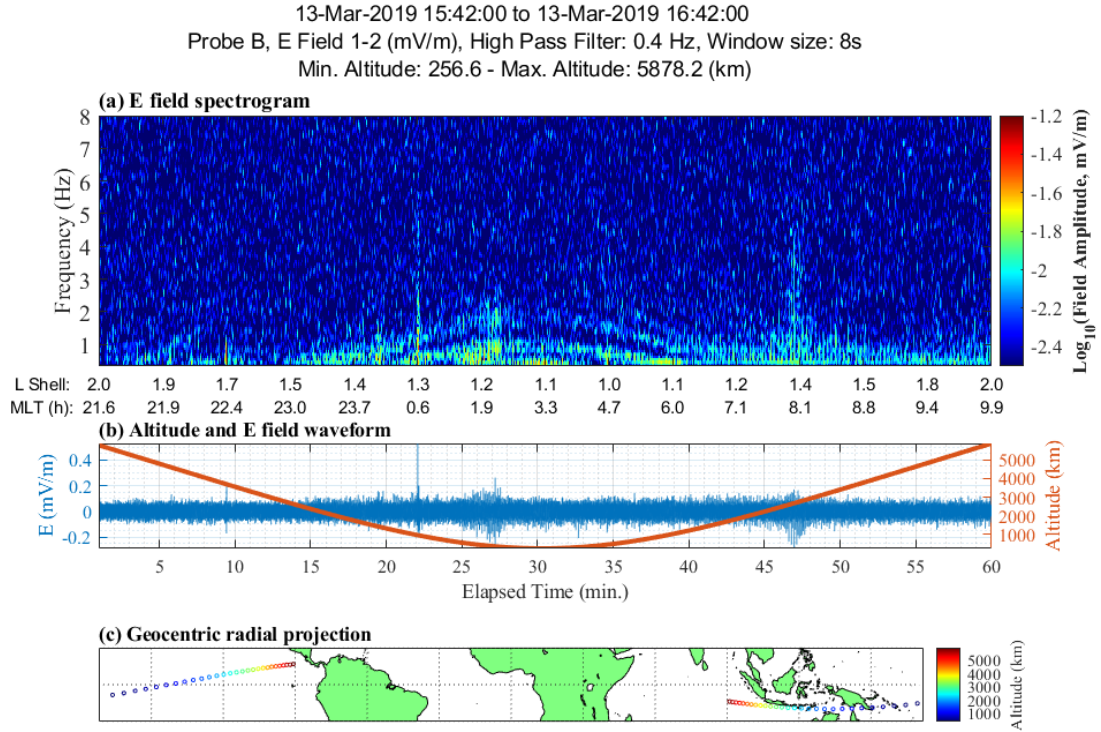 13-Mar-2019 15:42:00 to 13-Mar-2019 16:42:00
Probe B, E Field 1-2 (mV/m), High Pass Filter: 0.4 Hz, Window size: 8s
Min. Altitude: 256.6 - Max. Altitude: 5878.2 (km)
(a) E field spectrogram
Frequency (Hz)
8
7
6
5
4
3
2
1
-1.2
-1.4
-1.6
-1.8
-2
-2.2
-2.4
Log10(Field Amplitude, mV/m)
L Shell: 2.0 1.9 1.7 1.5 1.4 1.3 1.2 1.1 1.0 1.1 1.2 1.4 1.5 1.8 2.0
MLT (h): 21.6 21.9 22.4 23.0 23.7 0.6 1.9 3.3 4.7 6.0 7.1 8.1 8.8 9.4 9.9
(b) Altitude and E field waveform
E (mV/m)
0.4
0.2
0
-0.2
5000
4000
3000
2000
1000
Altitude (km)
5 10 15 20 25 30 35 40 45 50 55 60
Elapsed Time (min.)
(c) Geocentric radial projection
5000
4000
3000
2000
1000
Altitude (km)